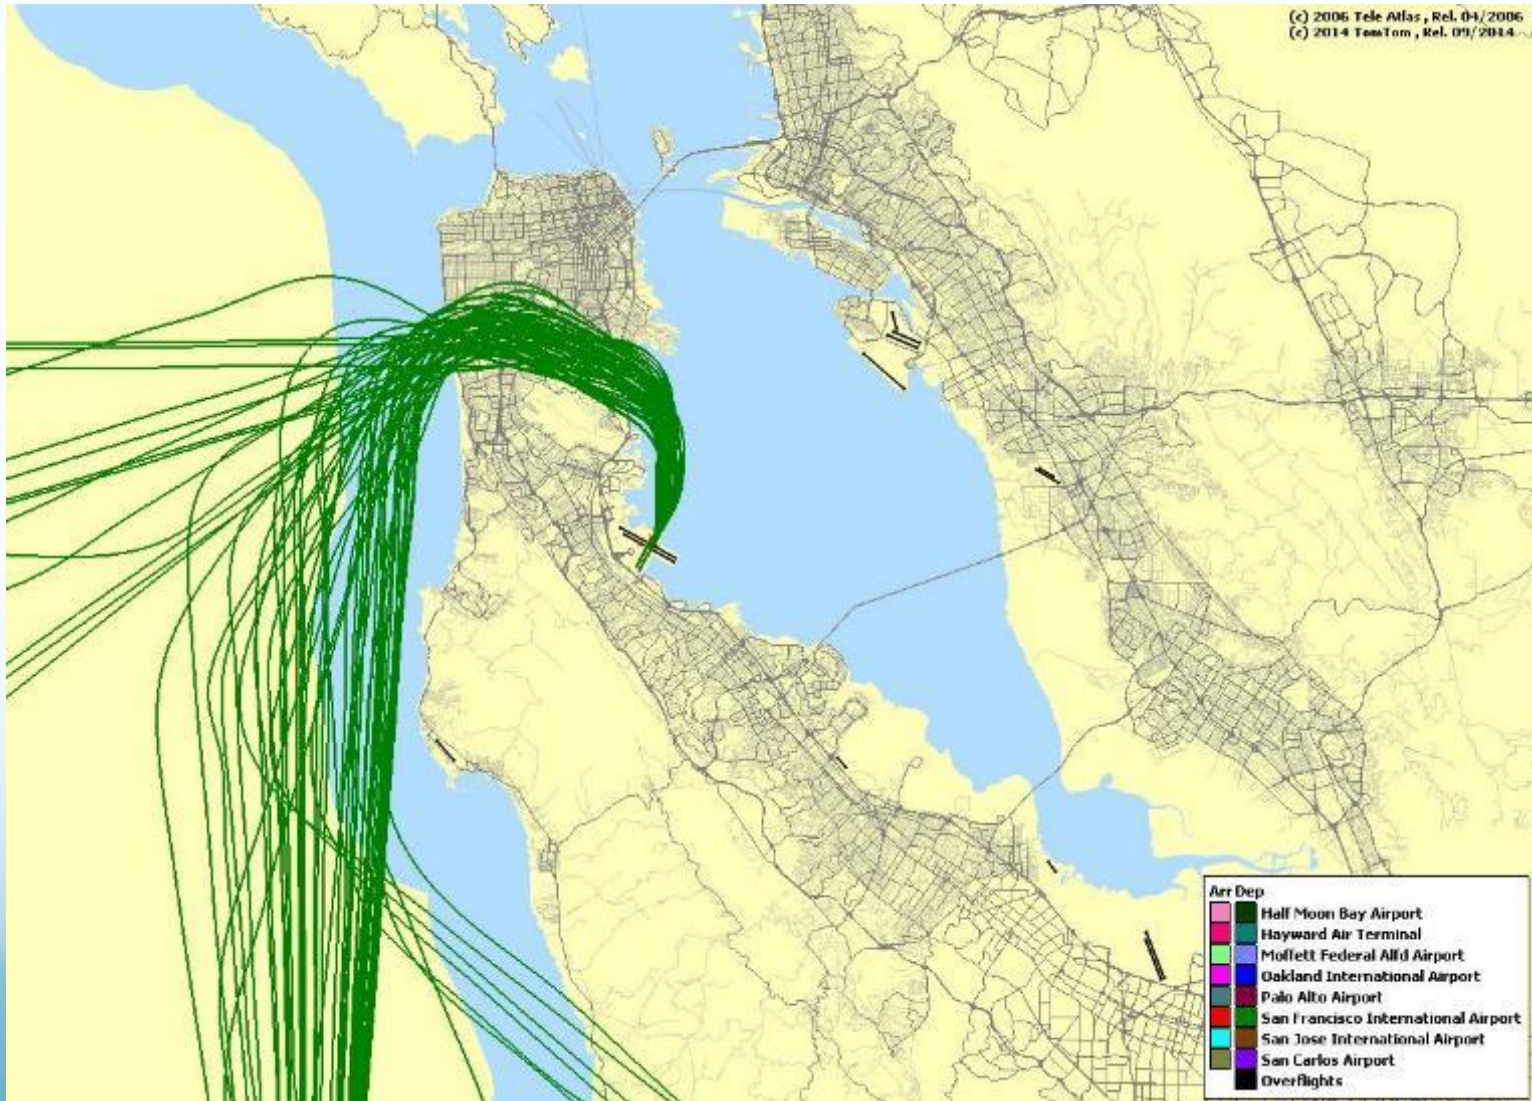 (c) 2006 Tele Atlas , Rel. 04/2006
(c) 2014 TomTom , Rel. 09/2014
Arr Dep
Half Moon Bay Airport
Hayward Air Terminal
Moffett Federal Alfd Airport
Oakland International Airport
Palo Alto Airport
San Francisco International Airport
San Jose International Airport
San Carlos Airport
Overflights